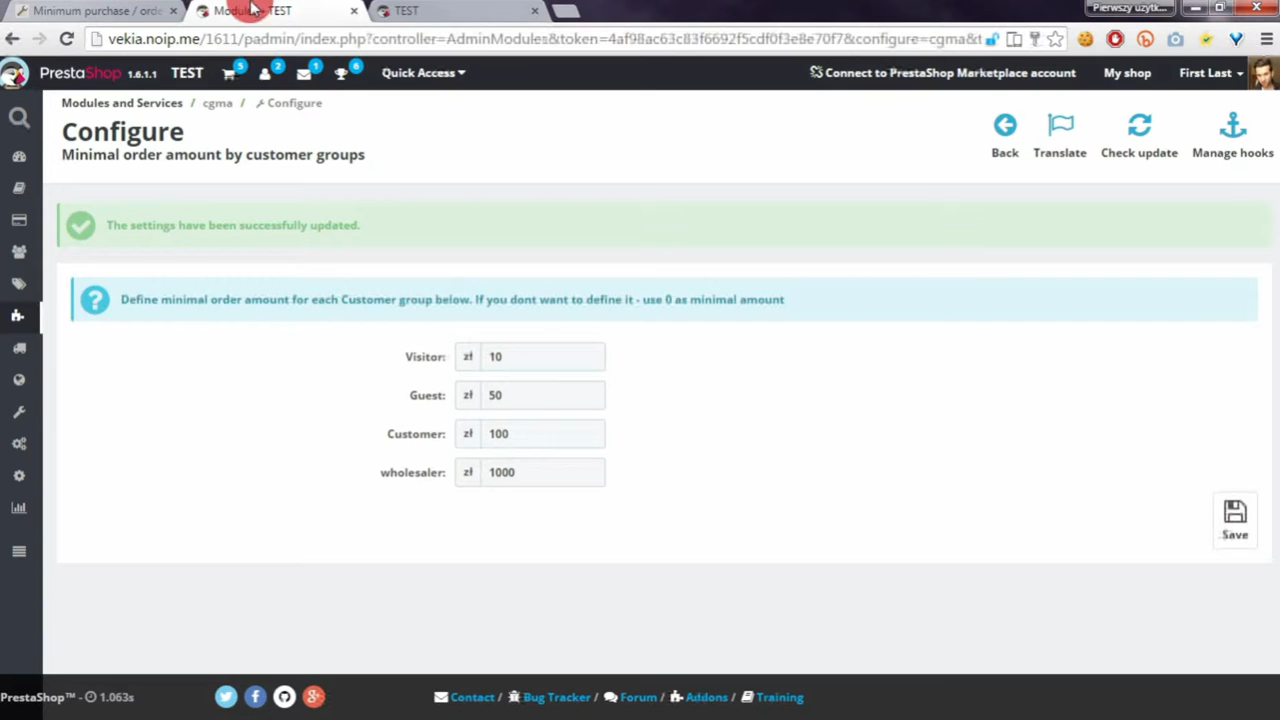 Minimum purchase / orde
TEST
TEST
Pierwszy użytk...
vekia.noip.me/1611/padmin/index.php?controller=AdminModules&token=4af98ac63c83f6692f5cdf0f3e8e70f7&configure=cgma&t
PrestaShop 1.6.1.1 TEST 5 2 1 6 Quick Access Connect to PrestaShop Marketplace account My shop First Last
Modules and Services / cgma / Configure
Configure
Minimal order amount by customer groups
Back Translate Check update Manage hooks
The settings have been successfully updated.
Define minimal order amount for each Customer group below. If you dont want to define it - use 0 as minimal amount
Visitor: zł 10
Guest: zł 50
Customer: zł 100
wholesaler: zł 1000
Save
PrestaShop™ - 1.063s
Contact / Bug Tracker / Forum / Addons / Training